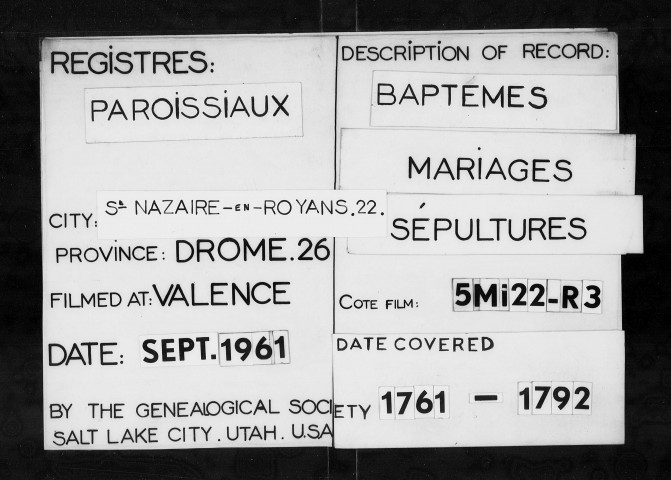 REGISTRES:
PAROISSIAUX
CITY: St NAZAIRE-EN-ROYANS.22.
PROVINCE: DROME.26
FILMED AT: VALENCE
DATE: SEPT.1961
BY THE GENEALOGICAL SOCIETY
SALT LAKE CITY. UTAH. U.S.A
DESCRIPTION OF RECORD:
BAPTEMES
MARIAGES
SÉPULTURES
COTE FILM: 5Mi22-R3
DATE COVERED
1761 - 1792